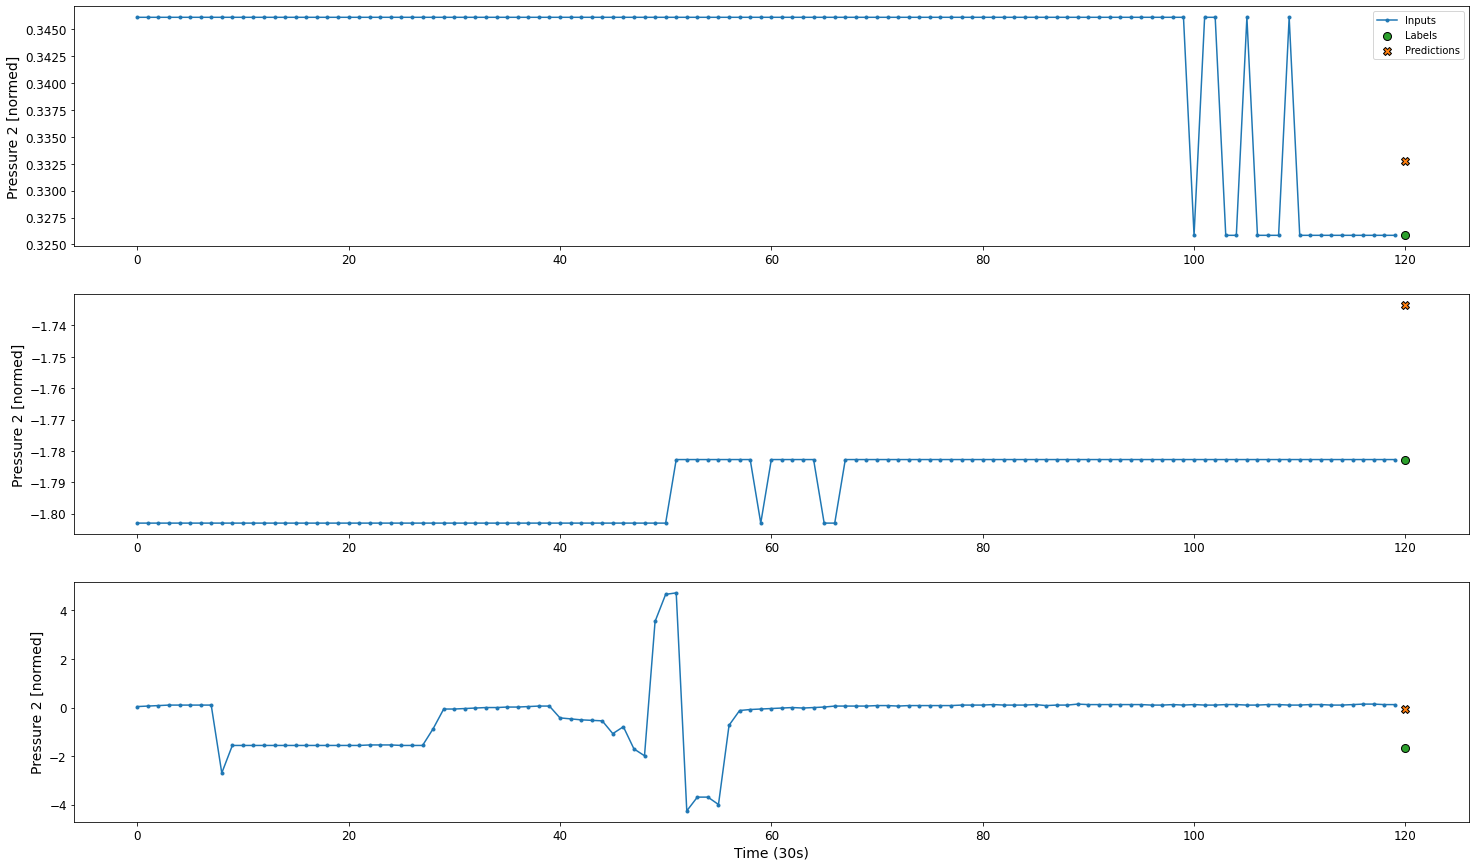 0.3450
0.3425
0.3400
0.3375
0.3350
0.3325
0.3300
0.3275
0.3250
Pressure 2 [normed]
Inputs
Labels
Predictions
0 20 40 60 80 100 120
−1.74
−1.75
−1.76
−1.77
−1.78
−1.79
−1.80
Pressure 2 [normed]
0 20 40 60 80 100 120
4
2
0
−2
−4
Pressure 2 [normed]
0 20 40 60 80 100 120
Time (30s)